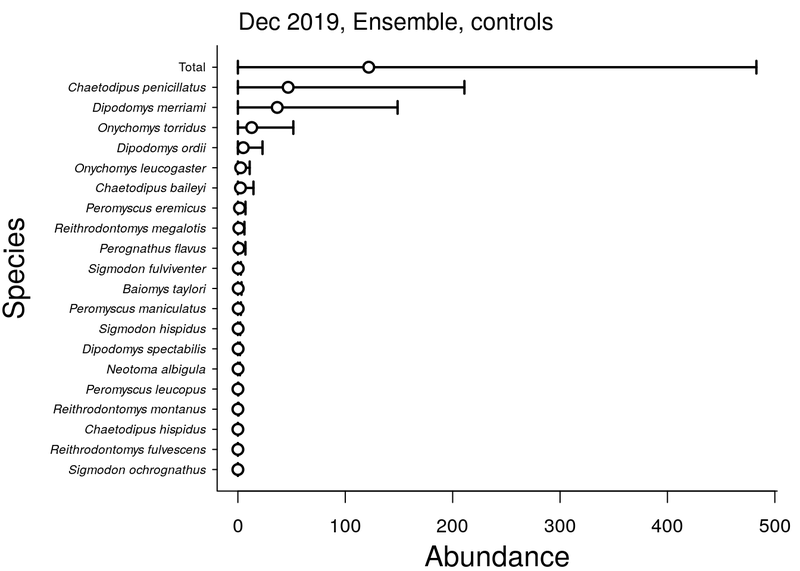 Dec 2019, Ensemble, controls
Species
Total
Chaetodipus penicillatus
Dipodomys merriami
Onychomys torridus
Dipodomys ordii
Onychomys leucogaster
Chaetodipus baileyi
Peromyscus eremicus
Reithrodontomys megalotis
Perognathus flavus
Sigmodon fulviventer
Baiomys taylori
Peromyscus maniculatus
Sigmodon hispidus
Dipodomys spectabilis
Neotoma albigula
Peromyscus leucopus
Reithrodontomys montanus
Chaetodipus hispidus
Reithrodontomys fulvescens
Sigmodon ochrognathus
0 100 200 300 400 500
Abundance